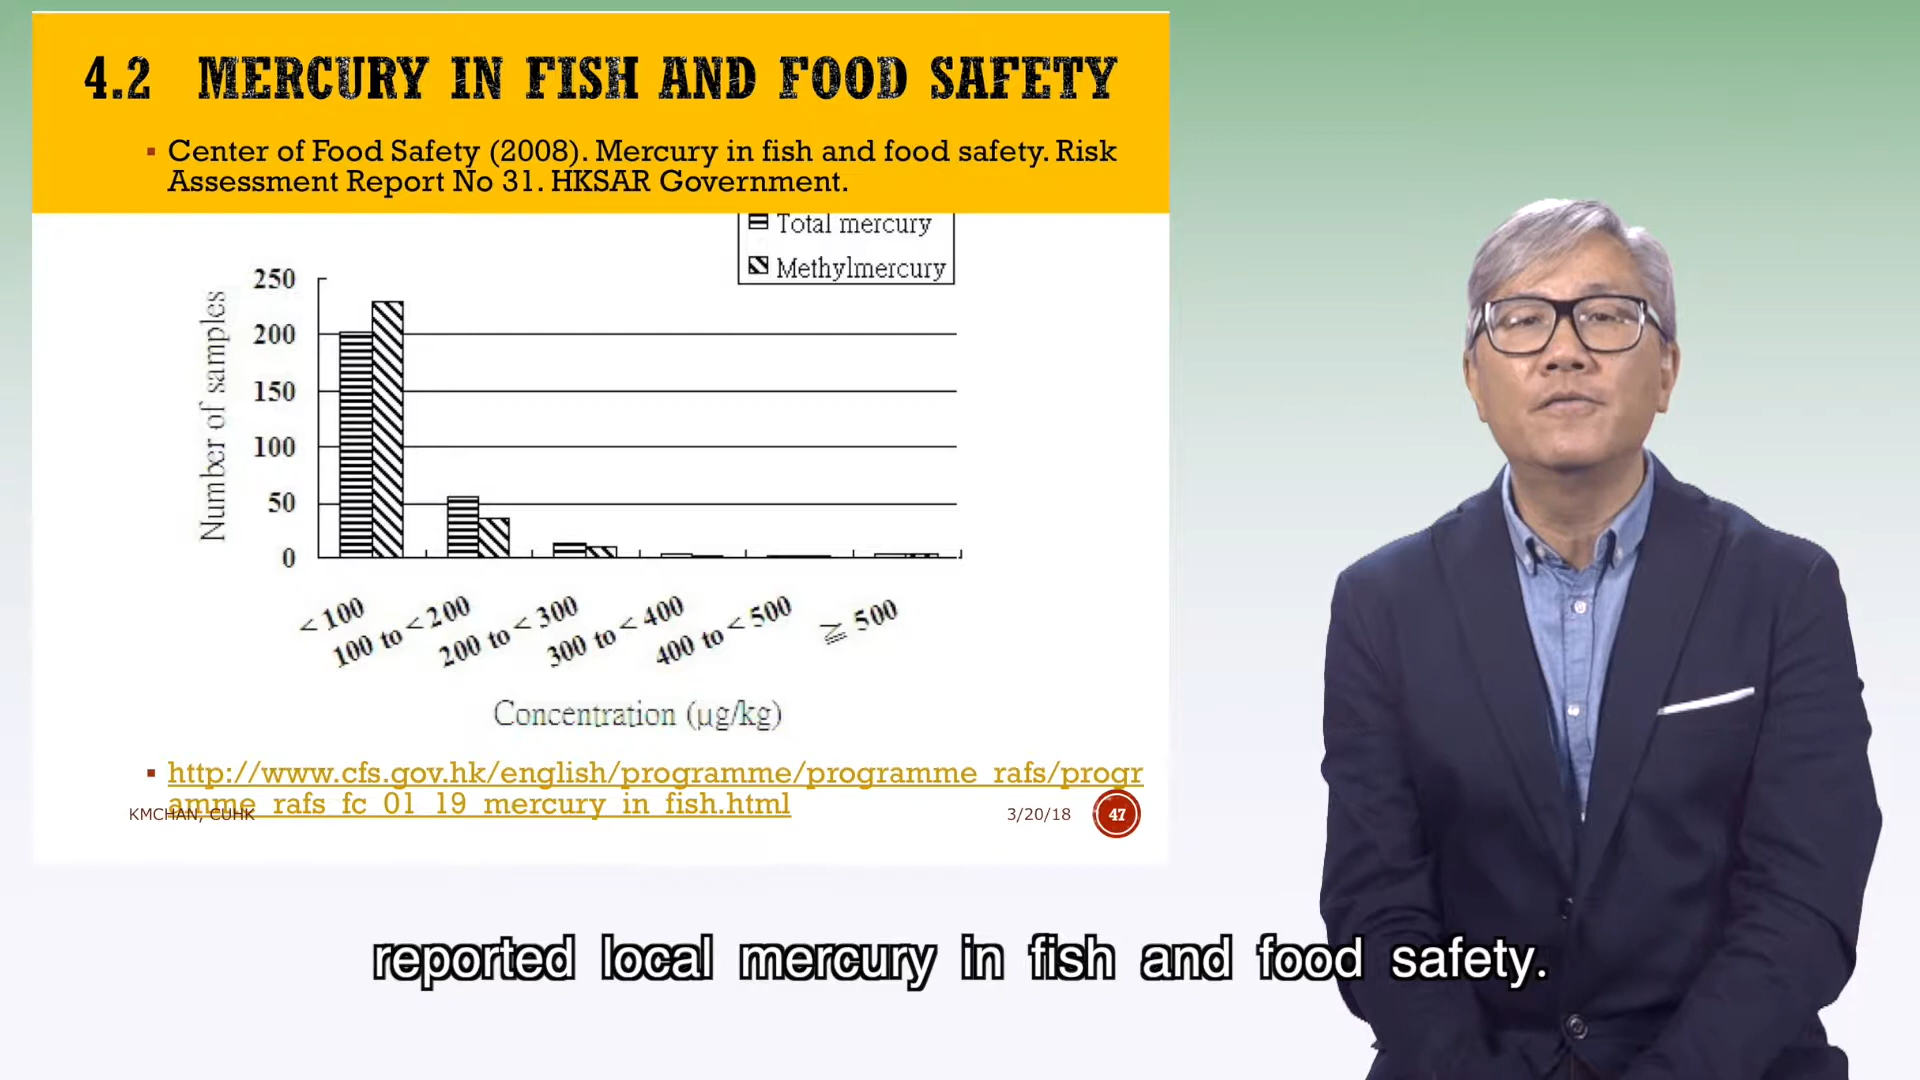 4.2 MERCURY IN FISH AND FOOD SAFETY
▪ Center of Food Safety (2008). Mercury in fish and food safety. Risk
Assessment Report No 31. HKSAR Government.
Total mercury
Methylmercury
Number of samples
250
200
150
100
50
0
< 100
100 to < 200
200 to < 300
300 to < 400
400 to < 500
≧ 500
Concentration (µg/kg)
▪ http://www.cfs.gov.hk/english/programme/programme_rafs/progr
amme_rafs_fc_01_19_mercury_in_fish.html
KMCHAN, CUHK
3/20/18
47
reported local mercury in fish and food safety.